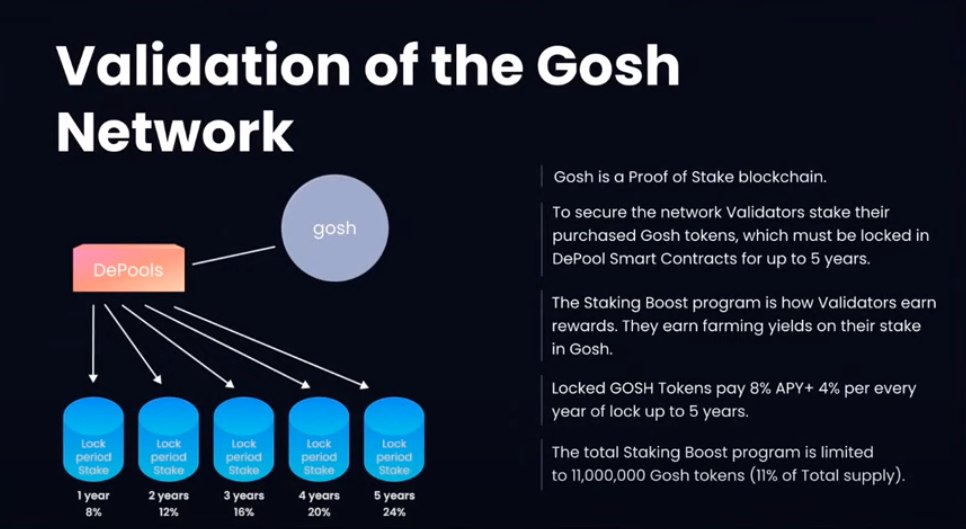 Validation of the Gosh
Network
gosh
DePools
Lock
period
Stake
1 year
8%
Lock
period
Stake
2 years
12%
Lock
period
Stake
3 years
16%
Lock
period
Stake
4 years
20%
Lock
period
Stake
5 years
24%
Gosh is a Proof of Stake blockchain.
To secure the network Validators stake their
purchased Gosh tokens, which must be locked in
DePool Smart Contracts for up to 5 years.
The Staking Boost program is how Validators earn
rewards. They earn farming yields on their stake
in Gosh.
Locked GOSH Tokens pay 8% APY+ 4% per every
year of lock up to 5 years.
The total Staking Boost program is limited
to 11,000,000 Gosh tokens (11% of Total supply).